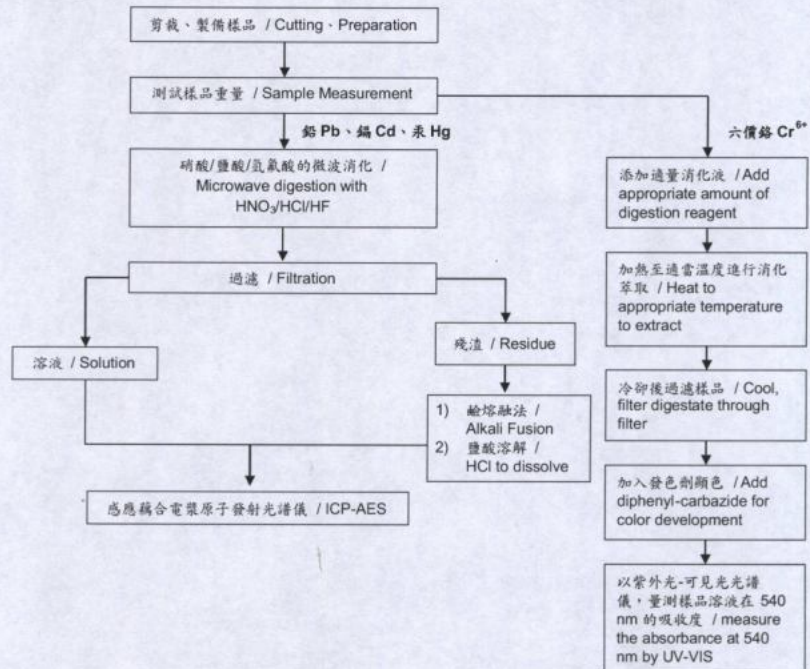 剪裁、製備樣品 / Cutting、Preparation
測試樣品重量 / Sample Measurement
鉛 Pb、鎘 Cd、汞 Hg
硝酸/鹽酸/氫氟酸的微波消化 /
Microwave digestion with
HNO₃/HCl/HF
過濾 / Filtration
溶液 / Solution
殘渣 / Residue
1) 鹼熔融法 /
Alkali Fusion
2) 鹽酸溶解 /
HCl to dissolve
感應藕合電漿原子發射光譜儀 / ICP-AES
六價鉻 Cr⁶⁺
添加適量消化液 / Add
appropriate amount of
digestion reagent
加熱至適當溫度進行消化
萃取 / Heat to
appropriate temperature
to extract
冷卻後過濾樣品 / Cool,
filter digestate through
filter
加入發色劑顯色 / Add
diphenyl-carbazide for
color development
以紫外光-可見光光譜
儀，量測樣品溶液在 540
nm 的吸收度 / measure
the absorbance at 540
nm by UV-VIS